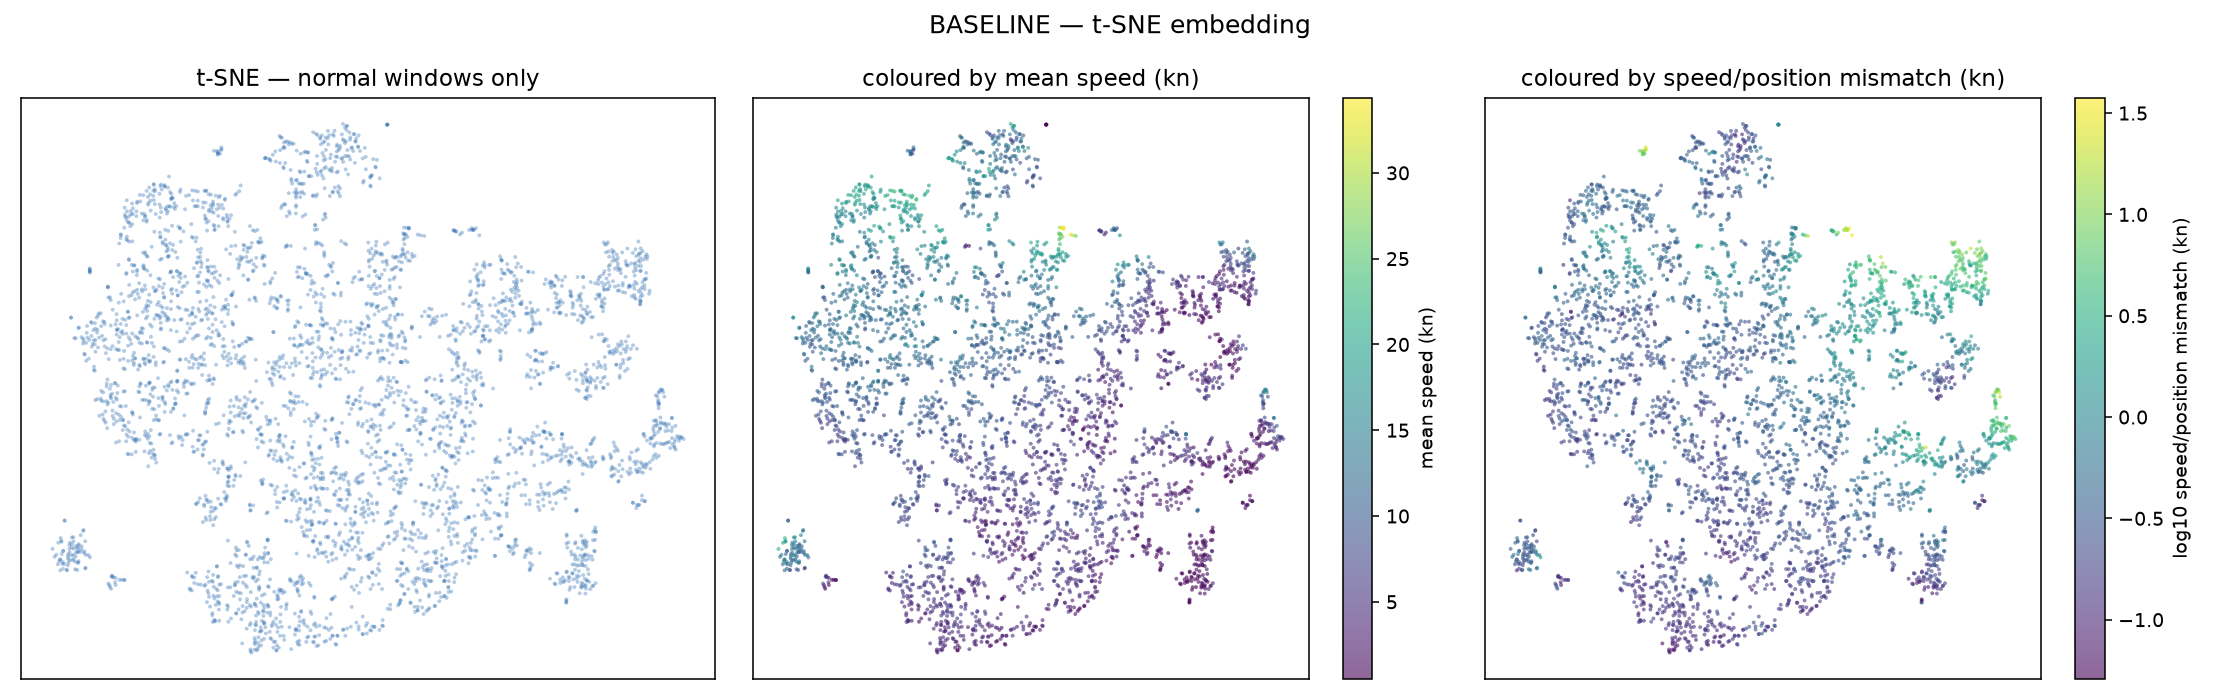 BASELINE — t-SNE embedding
t-SNE — normal windows only
coloured by mean speed (kn)
30
25
20
15
10
5
mean speed (kn)
coloured by speed/position mismatch (kn)
1.5
1.0
0.5
0.0
−0.5
−1.0
log10 speed/position mismatch (kn)